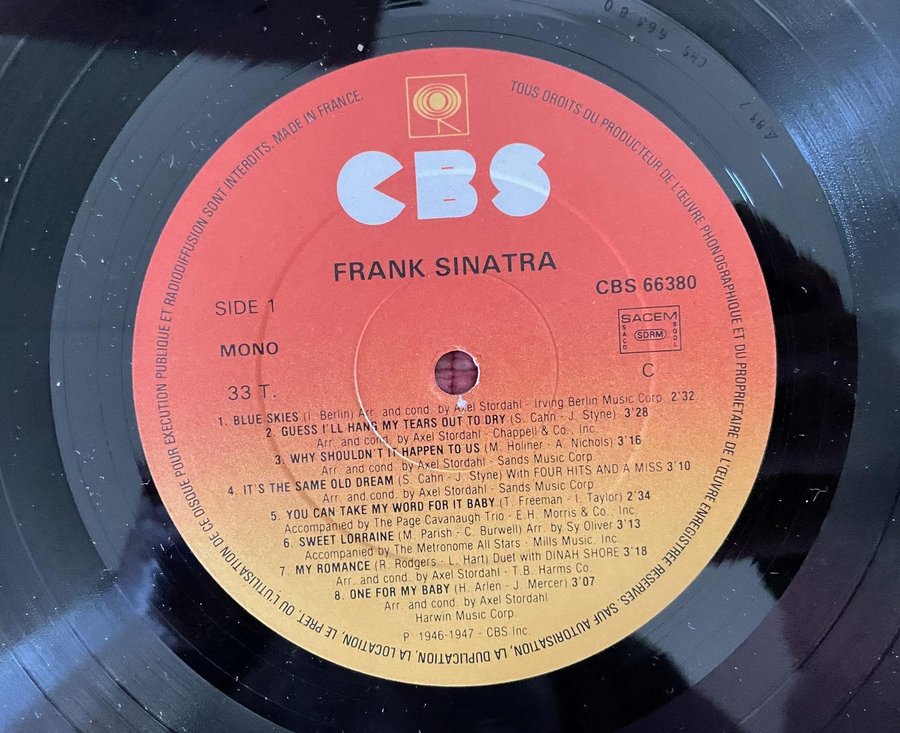 CBS
FRANK SINATRA
CBS 66380
SIDE 1
SACEM
SACD
SDRM
SGDL
MONO
C
33 T.
1. BLUE SKIES (I. Berlin) Arr. and cond. by Axel Stordahl - Irving Berlin Music Corp. 2'32
2. GUESS I'LL HANG MY TEARS OUT TO DRY (S. Cahn - J. Styne) 3'28
Arr. and cond. by Axel Stordahl - Chappell & Co., Inc.
3. WHY SHOULDN'T IT HAPPEN TO US (M. Holiner - A. Nichols) 3'16
Arr. and cond. by Axel Stordahl - Sands Music Corp.
4. IT'S THE SAME OLD DREAM (S. Cahn - J. Styne) With FOUR HITS AND A MISS 3'10
Arr. and cond. by Axel Stordahl - Sands Music Corp.
5. YOU CAN TAKE MY WORD FOR IT BABY (T. Freeman - I. Taylor) 2'34
Accompanied by The Page Cavanaugh Trio - E.H. Morris & Co., Inc.
6. SWEET LORRAINE (M. Parish - C. Burwell) Arr. by Sy Oliver 3'13
Accompanied by The Metronome All Stars - Mills Music, Inc.
7. MY ROMANCE (R. Rodgers - L. Hart) Duet with DINAH SHORE 3'18
Arr. and cond. by Axel Stordahl - T.B. Harms Co.
8. ONE FOR MY BABY (H. Arlen - J. Mercer) 3'07
Arr. and cond. by Axel Stordahl
Harwin Music Corp.
P 1946-1947 - CBS Inc.
TOUS DROITS DU PRODUCTEUR DE L'ŒUVRE PHONOGRAPHIQUE ET DU PROPRIETAIRE DE L'ŒUVRE ENREGISTREE RESERVES. SAUF AUTORISATION, LA DUPLICATION, LA LOCATION, LE PRET, OU L'UTILISATION DE CE DISQUE POUR EXECUTION PUBLIQUE ET RADIODIFFUSION SONT INTERDITS. MADE IN FRANCE.